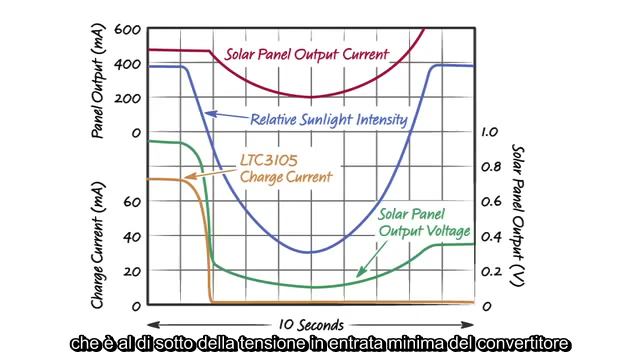 600
400
200
0
Panel Output (mA)
60
40
20
0
Charge Current (mA)
Solar Panel Output Current
Relative Sunlight Intensity
LTC3105
Charge Current
Solar Panel
Output Voltage
1.0
0.8
0.6
0.4
0.2
0
Solar Panel Output (V)
10 Seconds
che è al di sotto della tensione in entrata minima del convertitore